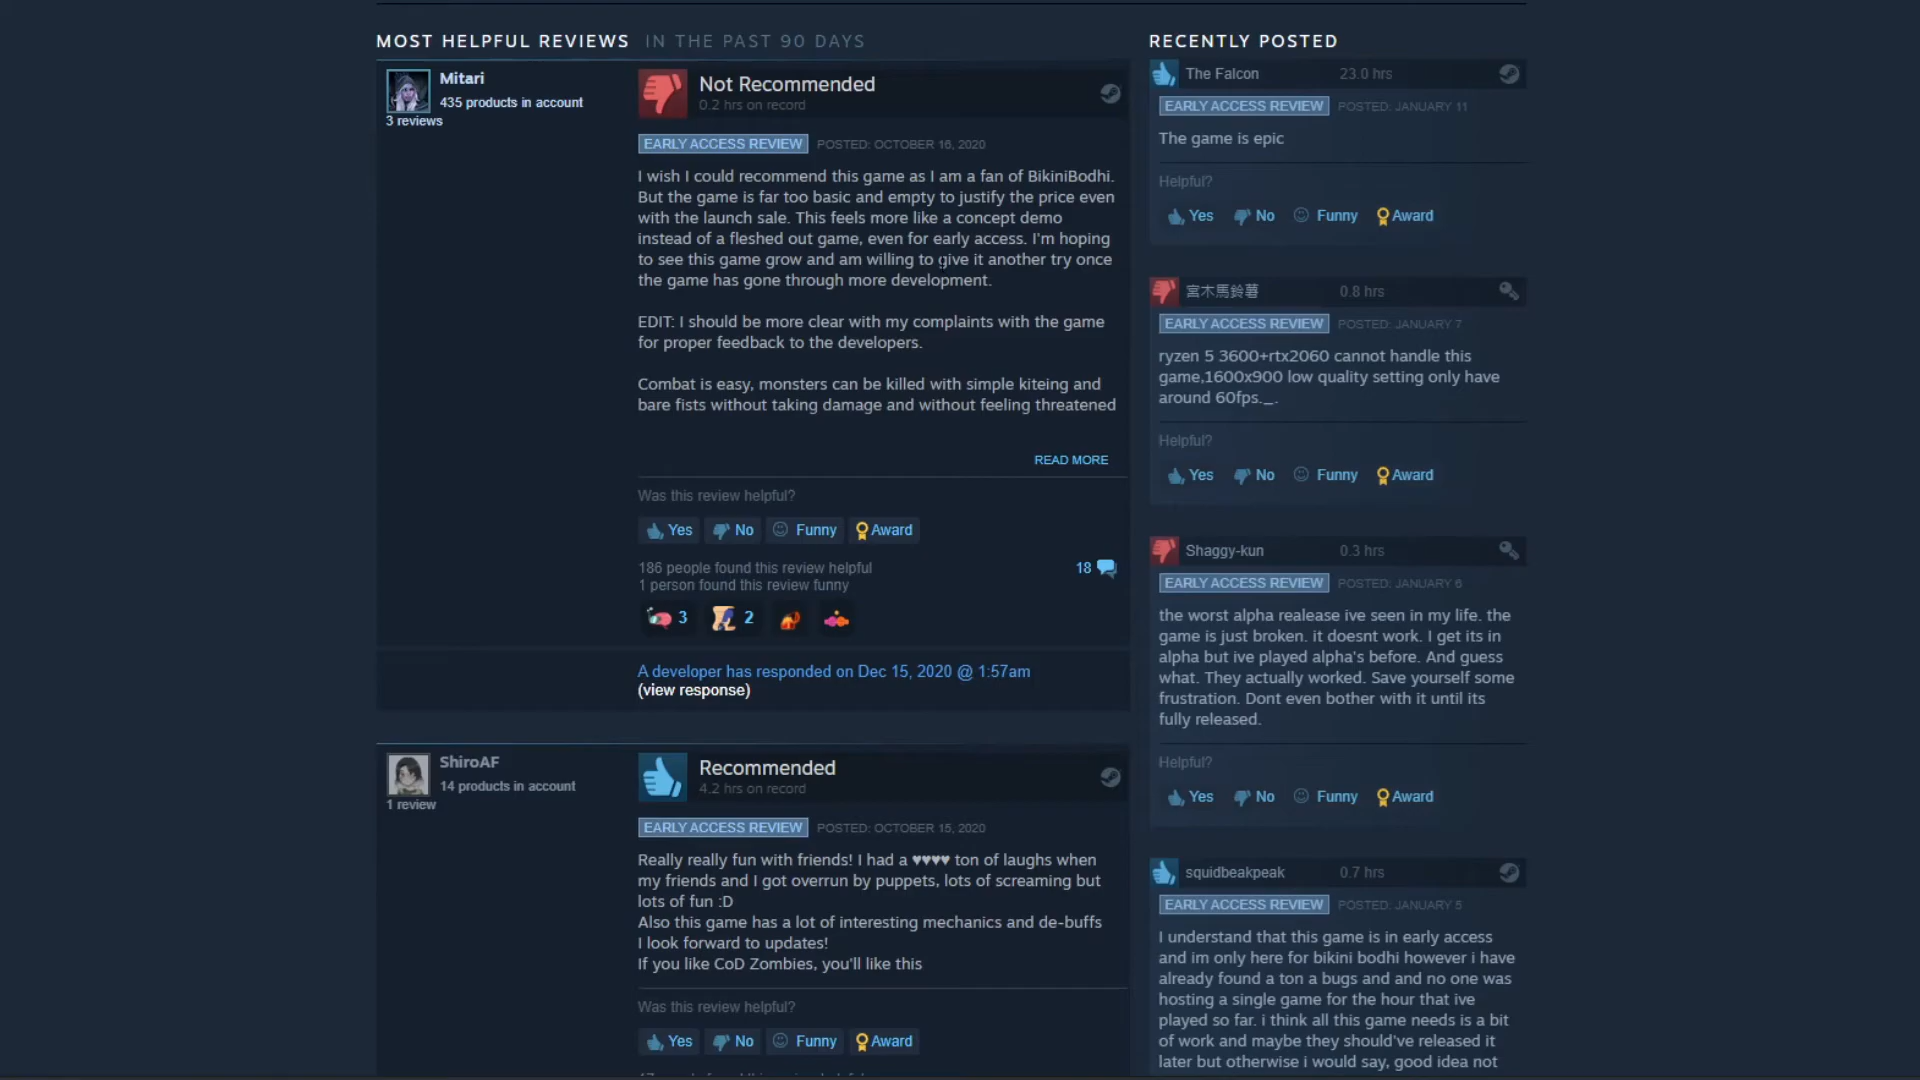 MOST HELPFUL REVIEWS IN THE PAST 90 DAYS
Mitari
435 products in account
3 reviews
Not Recommended
0.2 hrs on record
EARLY ACCESS REVIEW POSTED: OCTOBER 16, 2020
I wish I could recommend this game as I am a fan of BikiniBodhi.
But the game is far too basic and empty to justify the price even
with the launch sale. This feels more like a concept demo
instead of a fleshed out game, even for early access. I'm hoping
to see this game grow and am willing to give it another try once
the game has gone through more development.
EDIT: I should be more clear with my complaints with the game
for proper feedback to the developers.
Combat is easy, monsters can be killed with simple kiteing and
bare fists without taking damage and without feeling threatened
READ MORE
Was this review helpful?
Yes No Funny Award
186 people found this review helpful
1 person found this review funny
18
3 2
A developer has responded on Dec 15, 2020 @ 1:57am
(view response)
ShiroAF
14 products in account
1 review
Recommended
4.2 hrs on record
EARLY ACCESS REVIEW POSTED: OCTOBER 15, 2020
Really really fun with friends! I had a ♥♥♥♥ ton of laughs when
my friends and I got overrun by puppets, lots of screaming but
lots of fun :D
Also this game has a lot of interesting mechanics and de-buffs
I look forward to updates!
If you like CoD Zombies, you'll like this
Was this review helpful?
Yes No Funny Award
RECENTLY POSTED
The Falcon 23.0 hrs
EARLY ACCESS REVIEW POSTED: JANUARY 11
The game is epic
Helpful?
Yes No Funny Award
宮木馬鈴薯 0.8 hrs
EARLY ACCESS REVIEW POSTED: JANUARY 7
ryzen 5 3600+rtx2060 cannot handle this
game,1600x900 low quality setting only have
around 60fps._.
Helpful?
Yes No Funny Award
Shaggy-kun 0.3 hrs
EARLY ACCESS REVIEW POSTED: JANUARY 6
the worst alpha realease ive seen in my life. the
game is just broken. it doesnt work. I get its in
alpha but ive played alpha's before. And guess
what. They actually worked. Save yourself some
frustration. Dont even bother with it until its
fully released.
Helpful?
Yes No Funny Award
squidbeakpeak 0.7 hrs
EARLY ACCESS REVIEW POSTED: JANUARY 5
I understand that this game is in early access
and im only here for bikini bodhi however i have
already found a ton a bugs and and no one was
hosting a single game for the hour that ive
played so far. i think all this game needs is a bit
of work and maybe they should've released it
later but otherwise i would say, good idea not